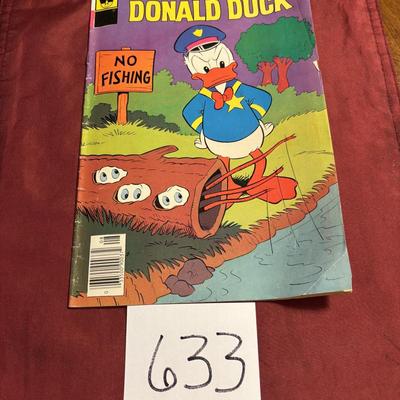 DONALD DUCK
NO
FISHING
633